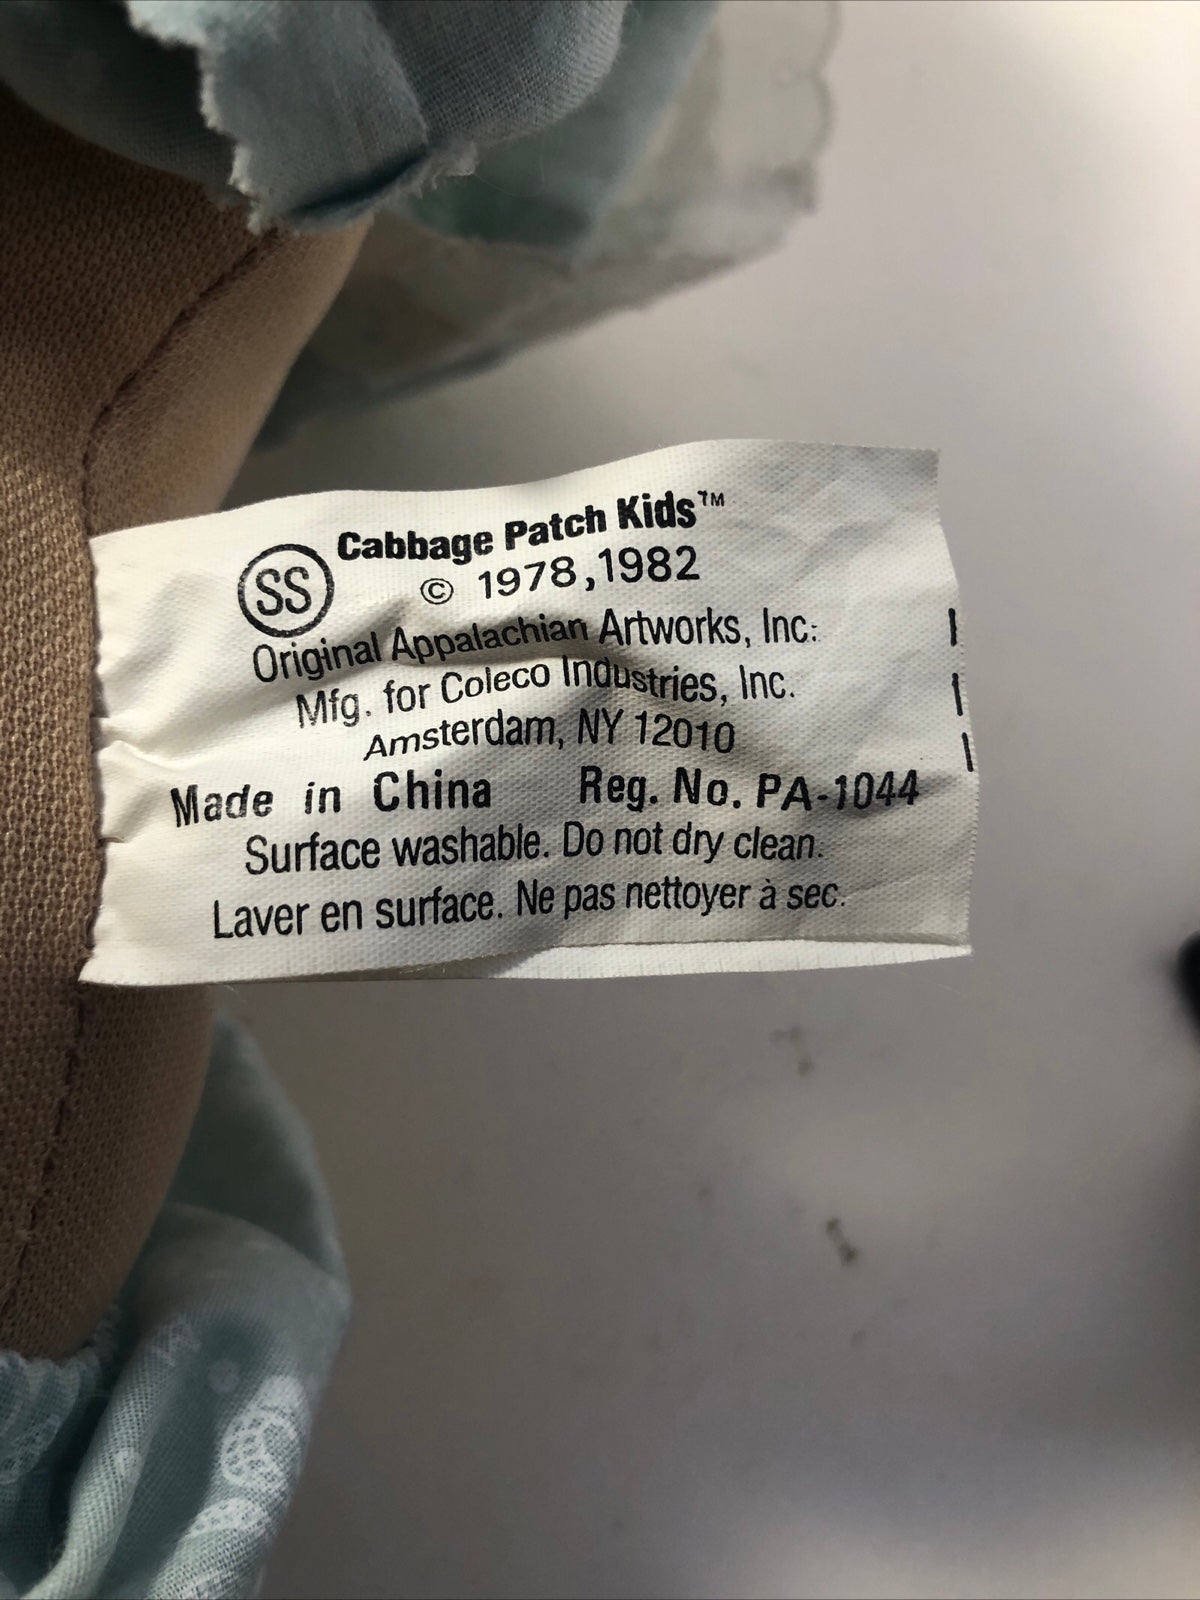 Cabbage Patch Kids™
SS
© 1978,1982
Original Appalachian Artworks, Inc.
Mfg. for Coleco Industries, Inc.
Amsterdam, NY 12010
Made in China Reg. No. PA-1044
Surface washable. Do not dry clean.
Laver en surface. Ne pas nettoyer à sec.